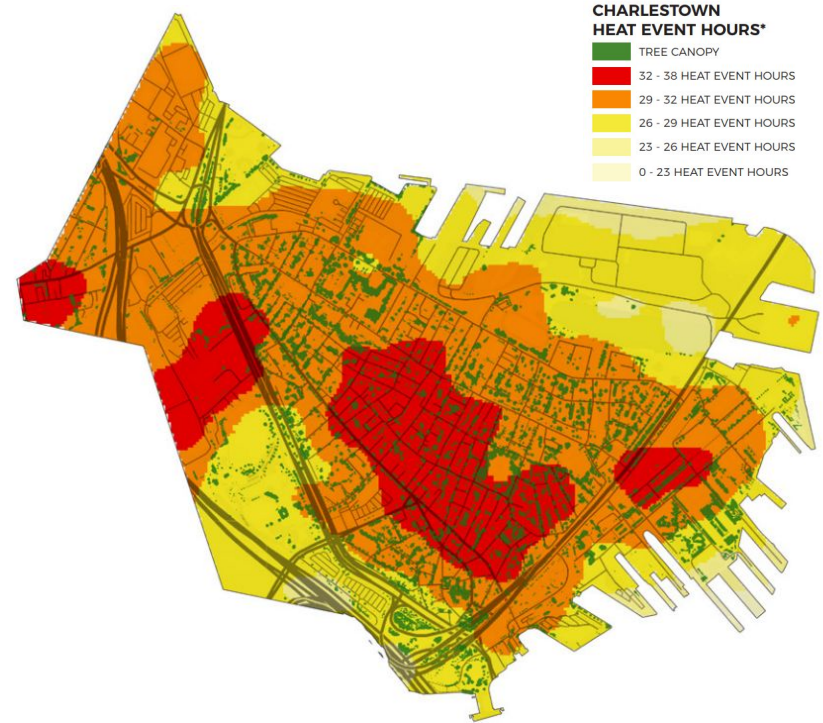 CHARLESTOWN
HEAT EVENT HOURS*
TREE CANOPY
32 - 38 HEAT EVENT HOURS
29 - 32 HEAT EVENT HOURS
26 - 29 HEAT EVENT HOURS
23 - 26 HEAT EVENT HOURS
0 - 23 HEAT EVENT HOURS